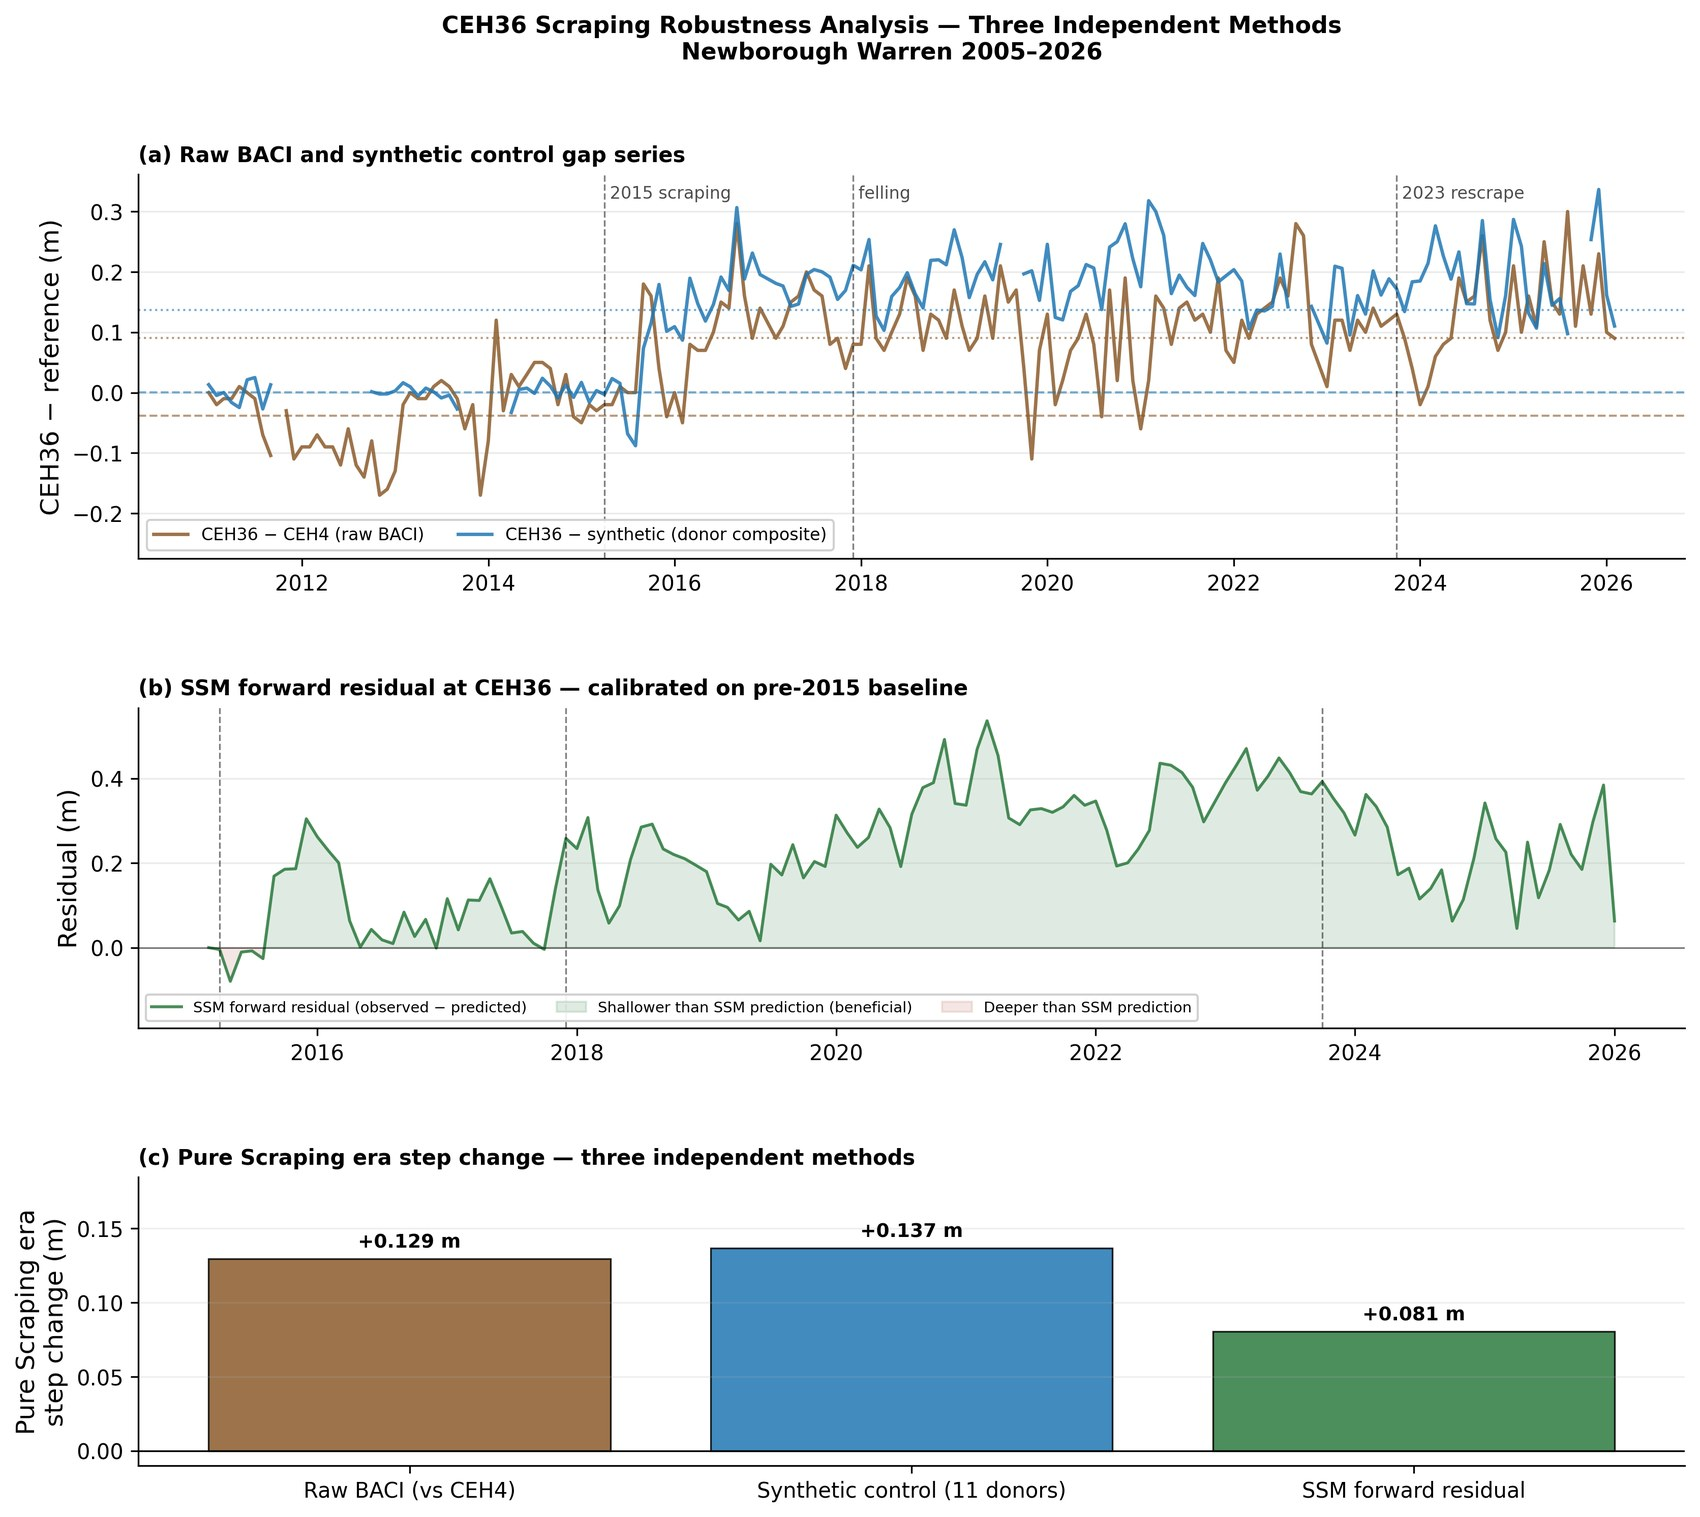 CEH36 Scraping Robustness Analysis — Three Independent Methods
Newborough Warren 2005–2026
(a) Raw BACI and synthetic control gap series
CEH36 − reference (m)
0.3
0.2
0.1
0.0
−0.1
−0.2
2015 scraping
felling
2023 rescrape
CEH36 − CEH4 (raw BACI)
CEH36 − synthetic (donor composite)
2012
2014
2016
2018
2020
2022
2024
2026
(b) SSM forward residual at CEH36 — calibrated on pre-2015 baseline
Residual (m)
0.4
0.2
0.0
SSM forward residual (observed − predicted)
Shallower than SSM prediction (beneficial)
Deeper than SSM prediction
2016
2018
2020
2022
2024
2026
(c) Pure Scraping era step change — three independent methods
Pure Scraping era
step change (m)
0.15
0.10
0.05
0.00
+0.129 m
+0.137 m
+0.081 m
Raw BACI (vs CEH4)
Synthetic control (11 donors)
SSM forward residual